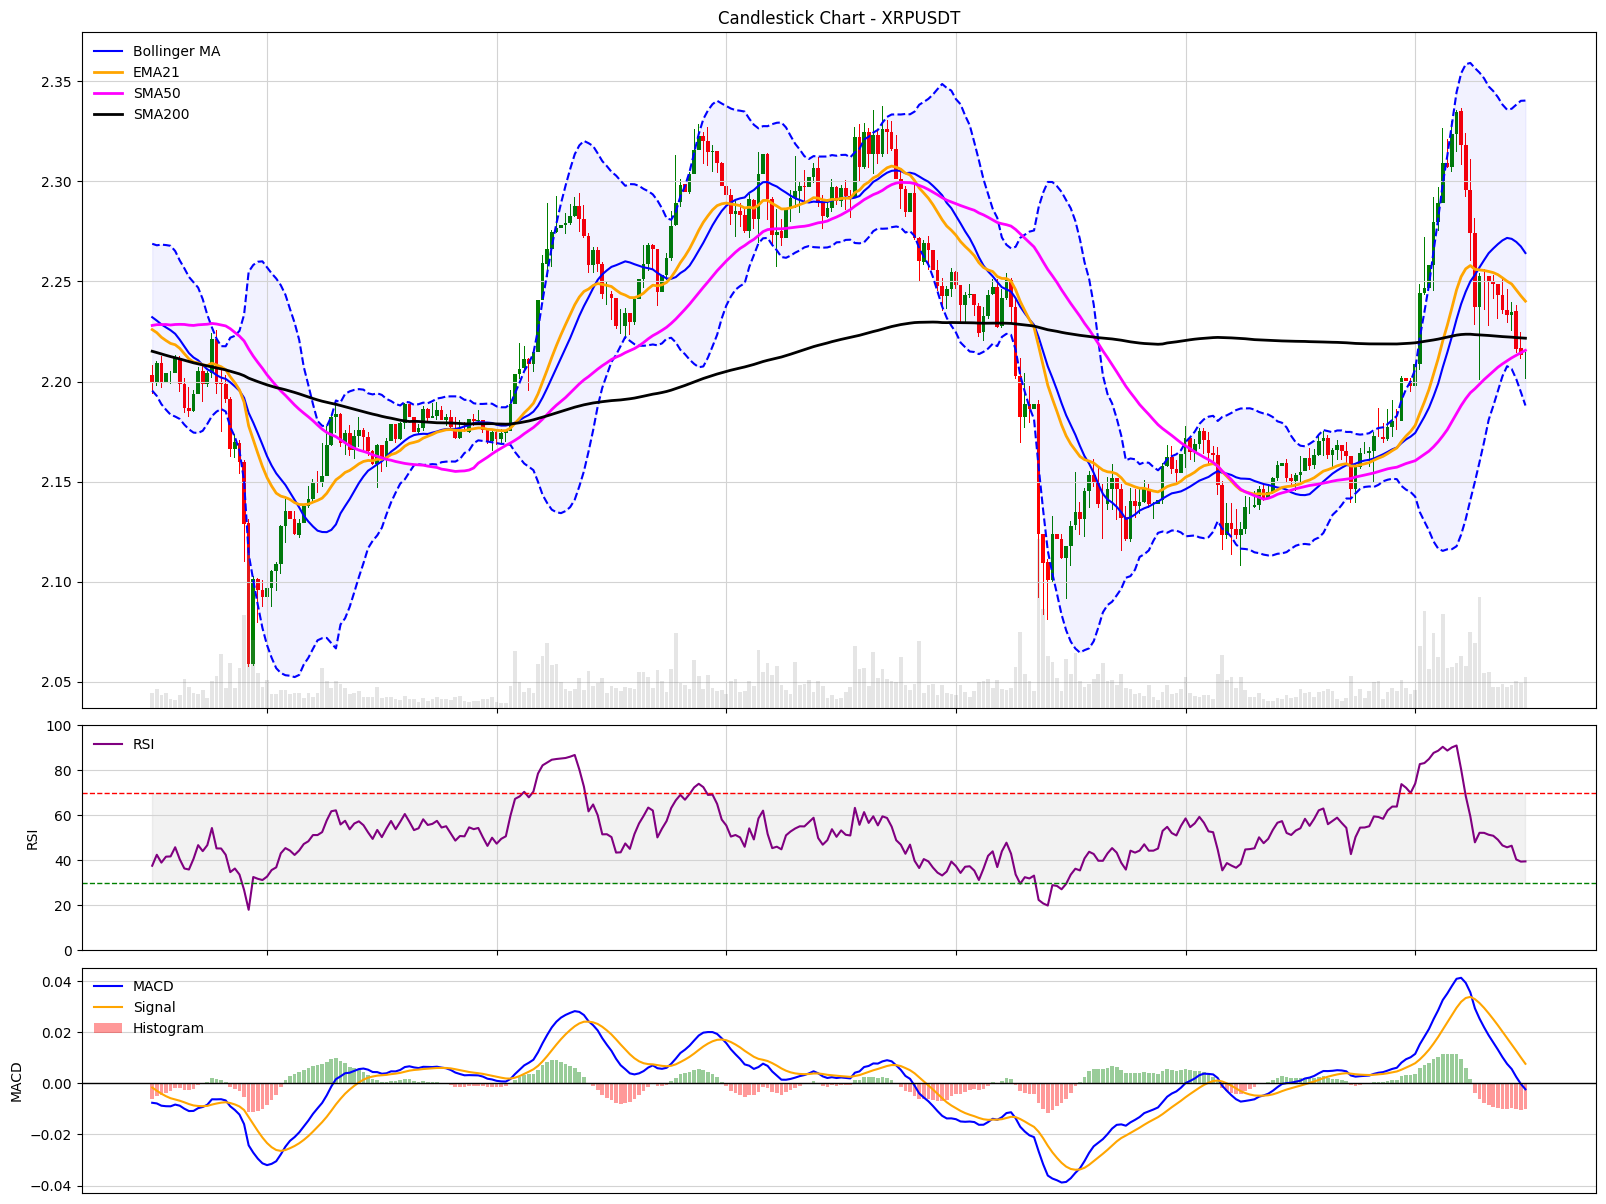 Candlestick Chart - XRPUSDT
Bollinger MA
EMA21
SMA50
SMA200
2.35
2.30
2.25
2.20
2.15
2.10
2.05
RSI
RSI
100
80
60
40
20
0
MACD
Signal
Histogram
MACD
0.04
0.02
0.00
−0.02
−0.04